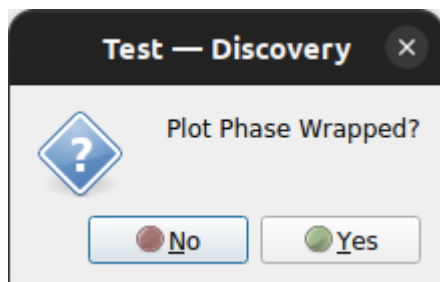 Test — Discovery
Plot Phase Wrapped?
No
Yes